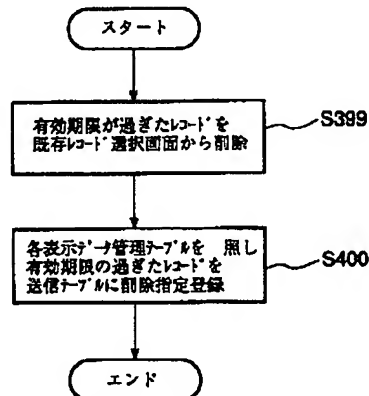 スタート
有効期限が過ぎたレコードを
既存レコード選択画面から削除
S399
各表示データ管理テーブルを 照し
有効期限の過ぎたレコードを
送信テーブルに削除指定登録
S400
エンド